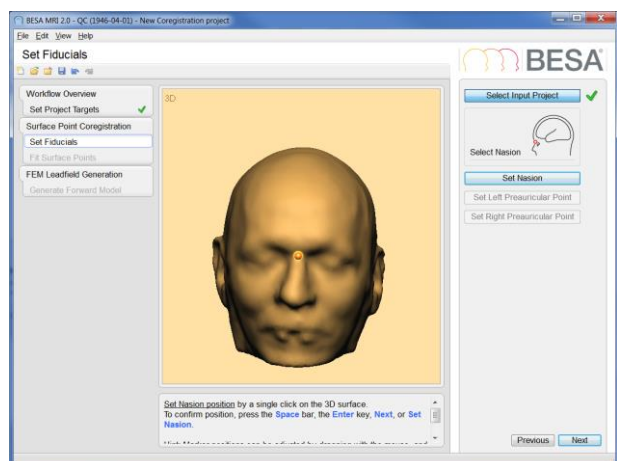 BESA MRI 2.0 - QC (1946-04-01) - New Coregistration project
File Edit View Help
Set Fiducials
BESA
Workflow Overview
Set Project Targets
Surface Point Coregistration
Set Fiducials
Fit Surface Points
FEM Leadfield Generation
Generate Forward Model
3D
Select Input Project
Select Nasion
Set Nasion
Set Left Preauricular Point
Set Right Preauricular Point
Set Nasion position by a single click on the 3D surface.
To confirm position, press the Space bar, the Enter key, Next, or Set
Nasion.
Previous Next